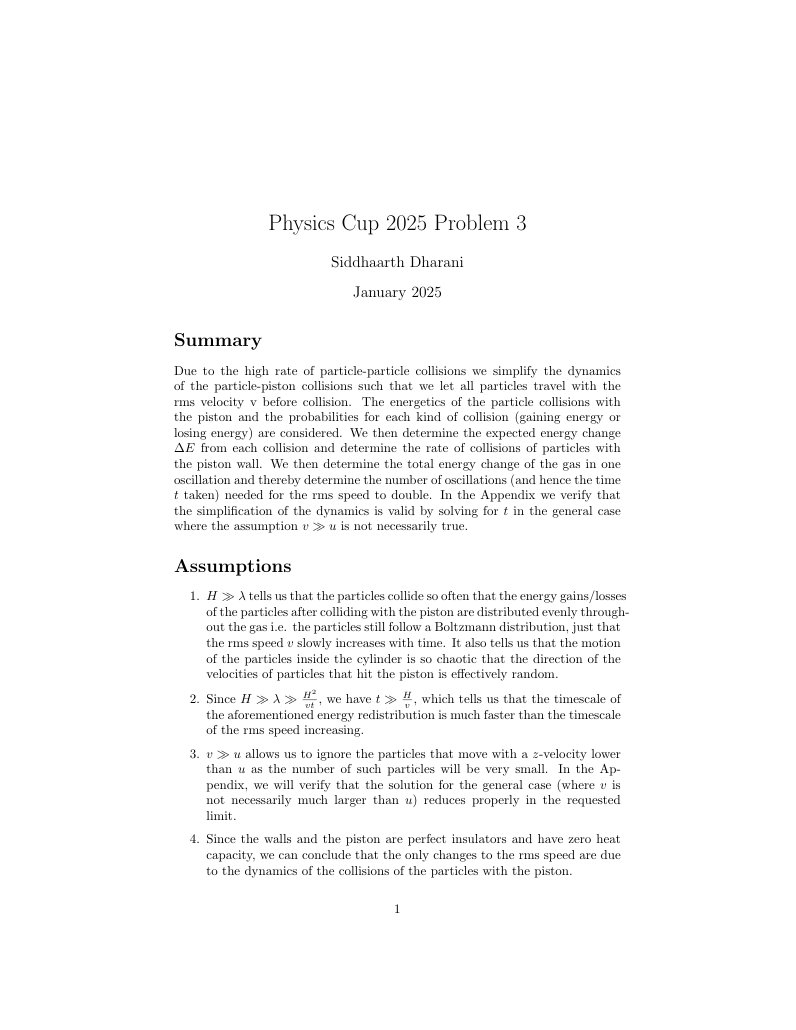 Physics Cup 2025 Problem 3
Siddhaarth Dharani
January 2025
Summary
Due to the high rate of particle-particle collisions we simplify the dynamics
of the particle-piston collisions such that we let all particles travel with the
rms velocity v before collision. The energetics of the particle collisions with
the piston and the probabilities for each kind of collision (gaining energy or
losing energy) are considered. We then determine the expected energy change
ΔE from each collision and determine the rate of collisions of particles with
the piston wall. We then determine the total energy change of the gas in one
oscillation and thereby determine the number of oscillations (and hence the time
t taken) needed for the rms speed to double. In the Appendix we verify that
the simplification of the dynamics is valid by solving for t in the general case
where the assumption v ≫ u is not necessarily true.
Assumptions
1. H ≫ λ tells us that the particles collide so often that the energy gains/losses
of the particles after colliding with the piston are distributed evenly through-
out the gas i.e. the particles still follow a Boltzmann distribution, just that
the rms speed v slowly increases with time. It also tells us that the motion
of the particles inside the cylinder is so chaotic that the direction of the
velocities of particles that hit the piston is effectively random.
2. Since H ≫ λ ≫ H²/vt, we have t ≫ H/v, which tells us that the timescale of
the aforementioned energy redistribution is much faster than the timescale
of the rms speed increasing.
3. v ≫ u allows us to ignore the particles that move with a z-velocity lower
than u as the number of such particles will be very small. In the Ap-
pendix, we will verify that the solution for the general case (where v is
not necessarily much larger than u) reduces properly in the requested
limit.
4. Since the walls and the piston are perfect insulators and have zero heat
capacity, we can conclude that the only changes to the rms speed are due
to the dynamics of the collisions of the particles with the piston.
1